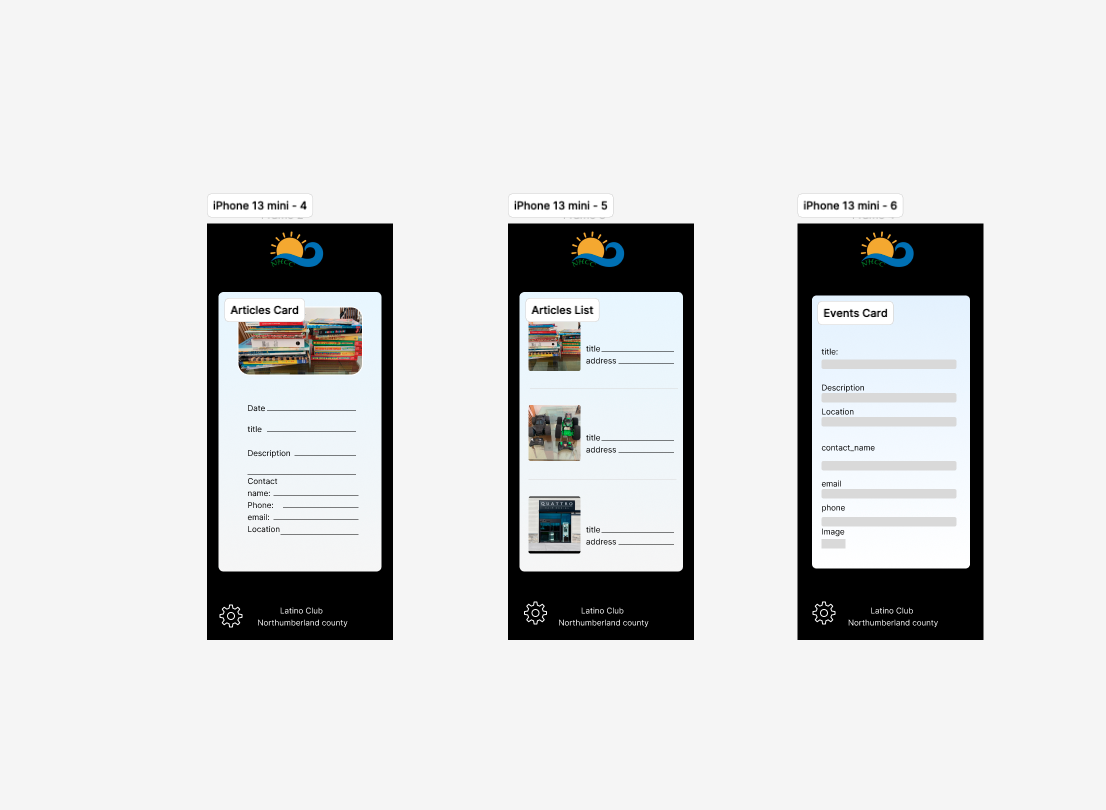 iPhone 13 mini - 4
Articles Card
Date
title
Description
Contact
name:
Phone:
email:
Location
Latino Club
Northumberland county
iPhone 13 mini - 5
Articles List
title
address
title
address
QUATTRO
title
address
Latino Club
Northumberland county
iPhone 13 mini - 6
Events Card
title:
Description
Location
contact_name
email
phone
Image
Latino Club
Northumberland county